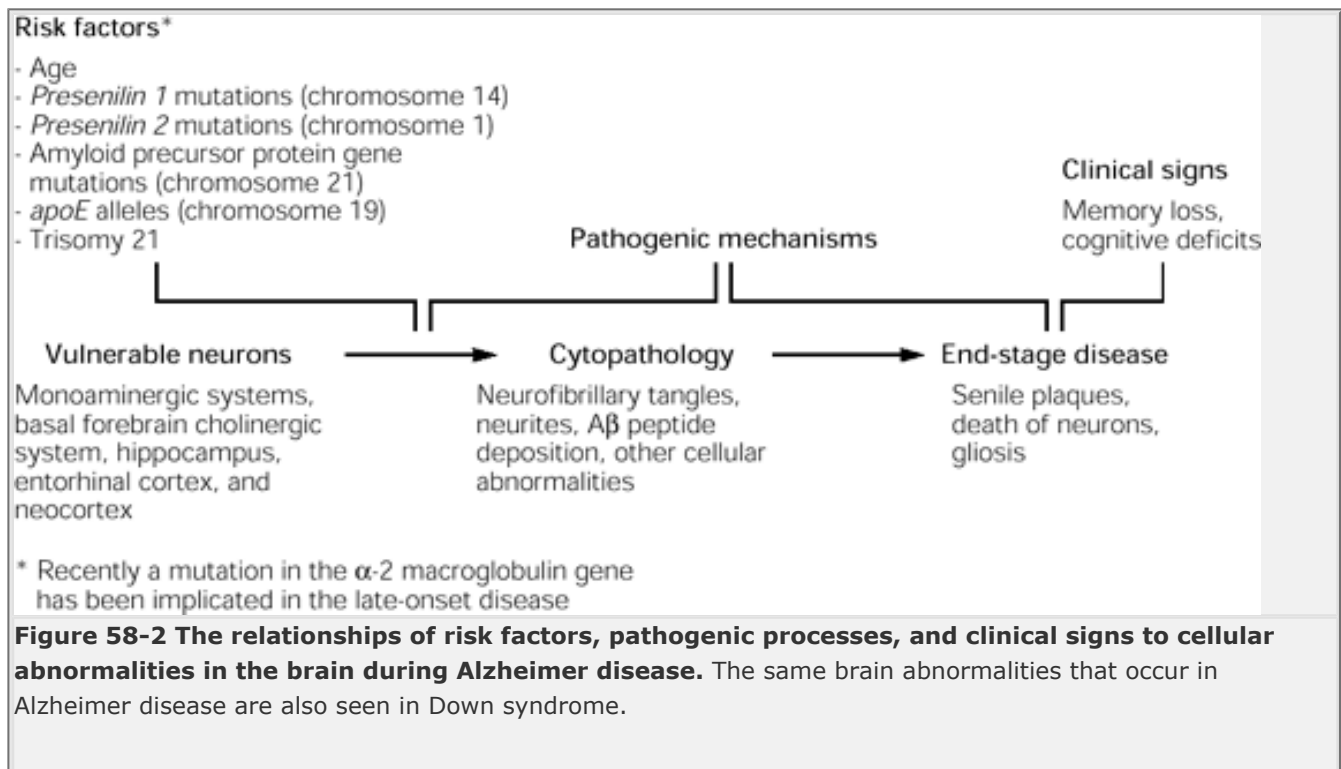 Risk factors*
- Age
- Presenilin 1 mutations (chromosome 14)
- Presenilin 2 mutations (chromosome 1)
- Amyloid precursor protein gene
mutations (chromosome 21)
- apoE alleles (chromosome 19)
- Trisomy 21
Pathogenic mechanisms
Clinical signs
Memory loss,
cognitive deficits
Vulnerable neurons
Monoaminergic systems,
basal forebrain cholinergic
system, hippocampus,
entorhinal cortex, and
neocortex
Cytopathology
Neurofibrillary tangles,
neurites, Aβ peptide
deposition, other cellular
abnormalities
End-stage disease
Senile plaques,
death of neurons,
gliosis
* Recently a mutation in the α-2 macroglobulin gene
has been implicated in the late-onset disease
Figure 58-2 The relationships of risk factors, pathogenic processes, and clinical signs to cellular
abnormalities in the brain during Alzheimer disease. The same brain abnormalities that occur in
Alzheimer disease are also seen in Down syndrome.